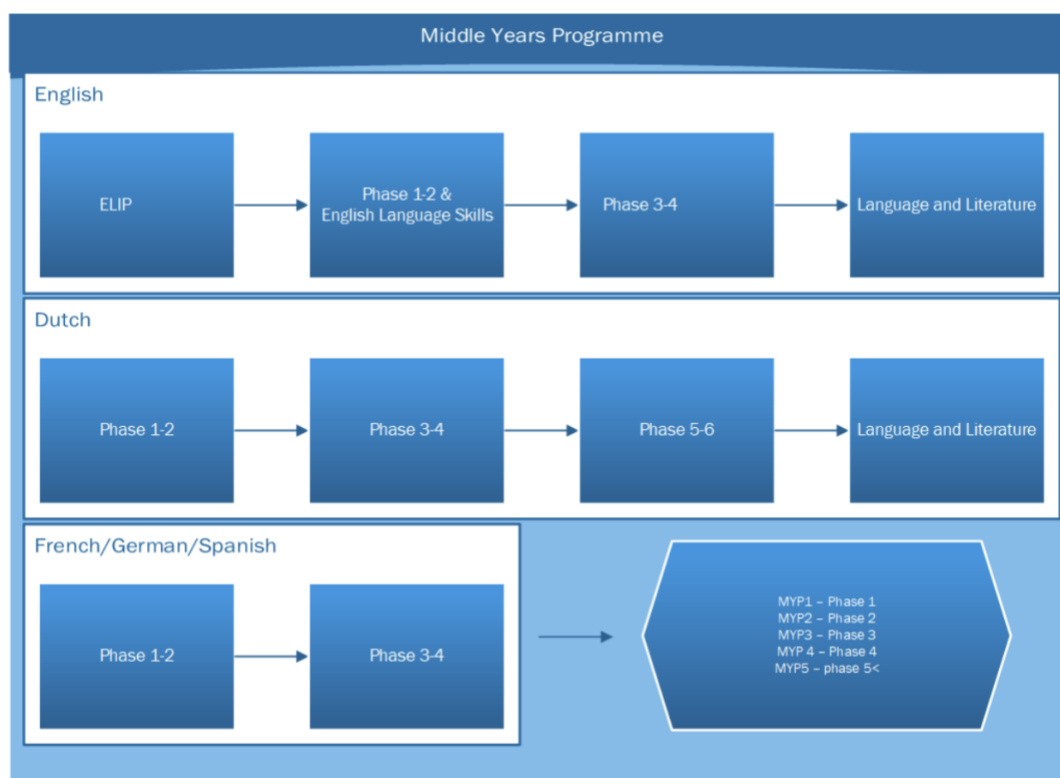 Middle Years Programme
English
ELIP
Phase 1-2 &
English Language Skills
Phase 3-4
Language and Literature
Dutch
Phase 1-2
Phase 3-4
Phase 5-6
Language and Literature
French/German/Spanish
Phase 1-2
Phase 3-4
MYP1 – Phase 1
MYP2 – Phase 2
MYP3 – Phase 3
MYP 4 – Phase 4
MYP5 – phase 5<